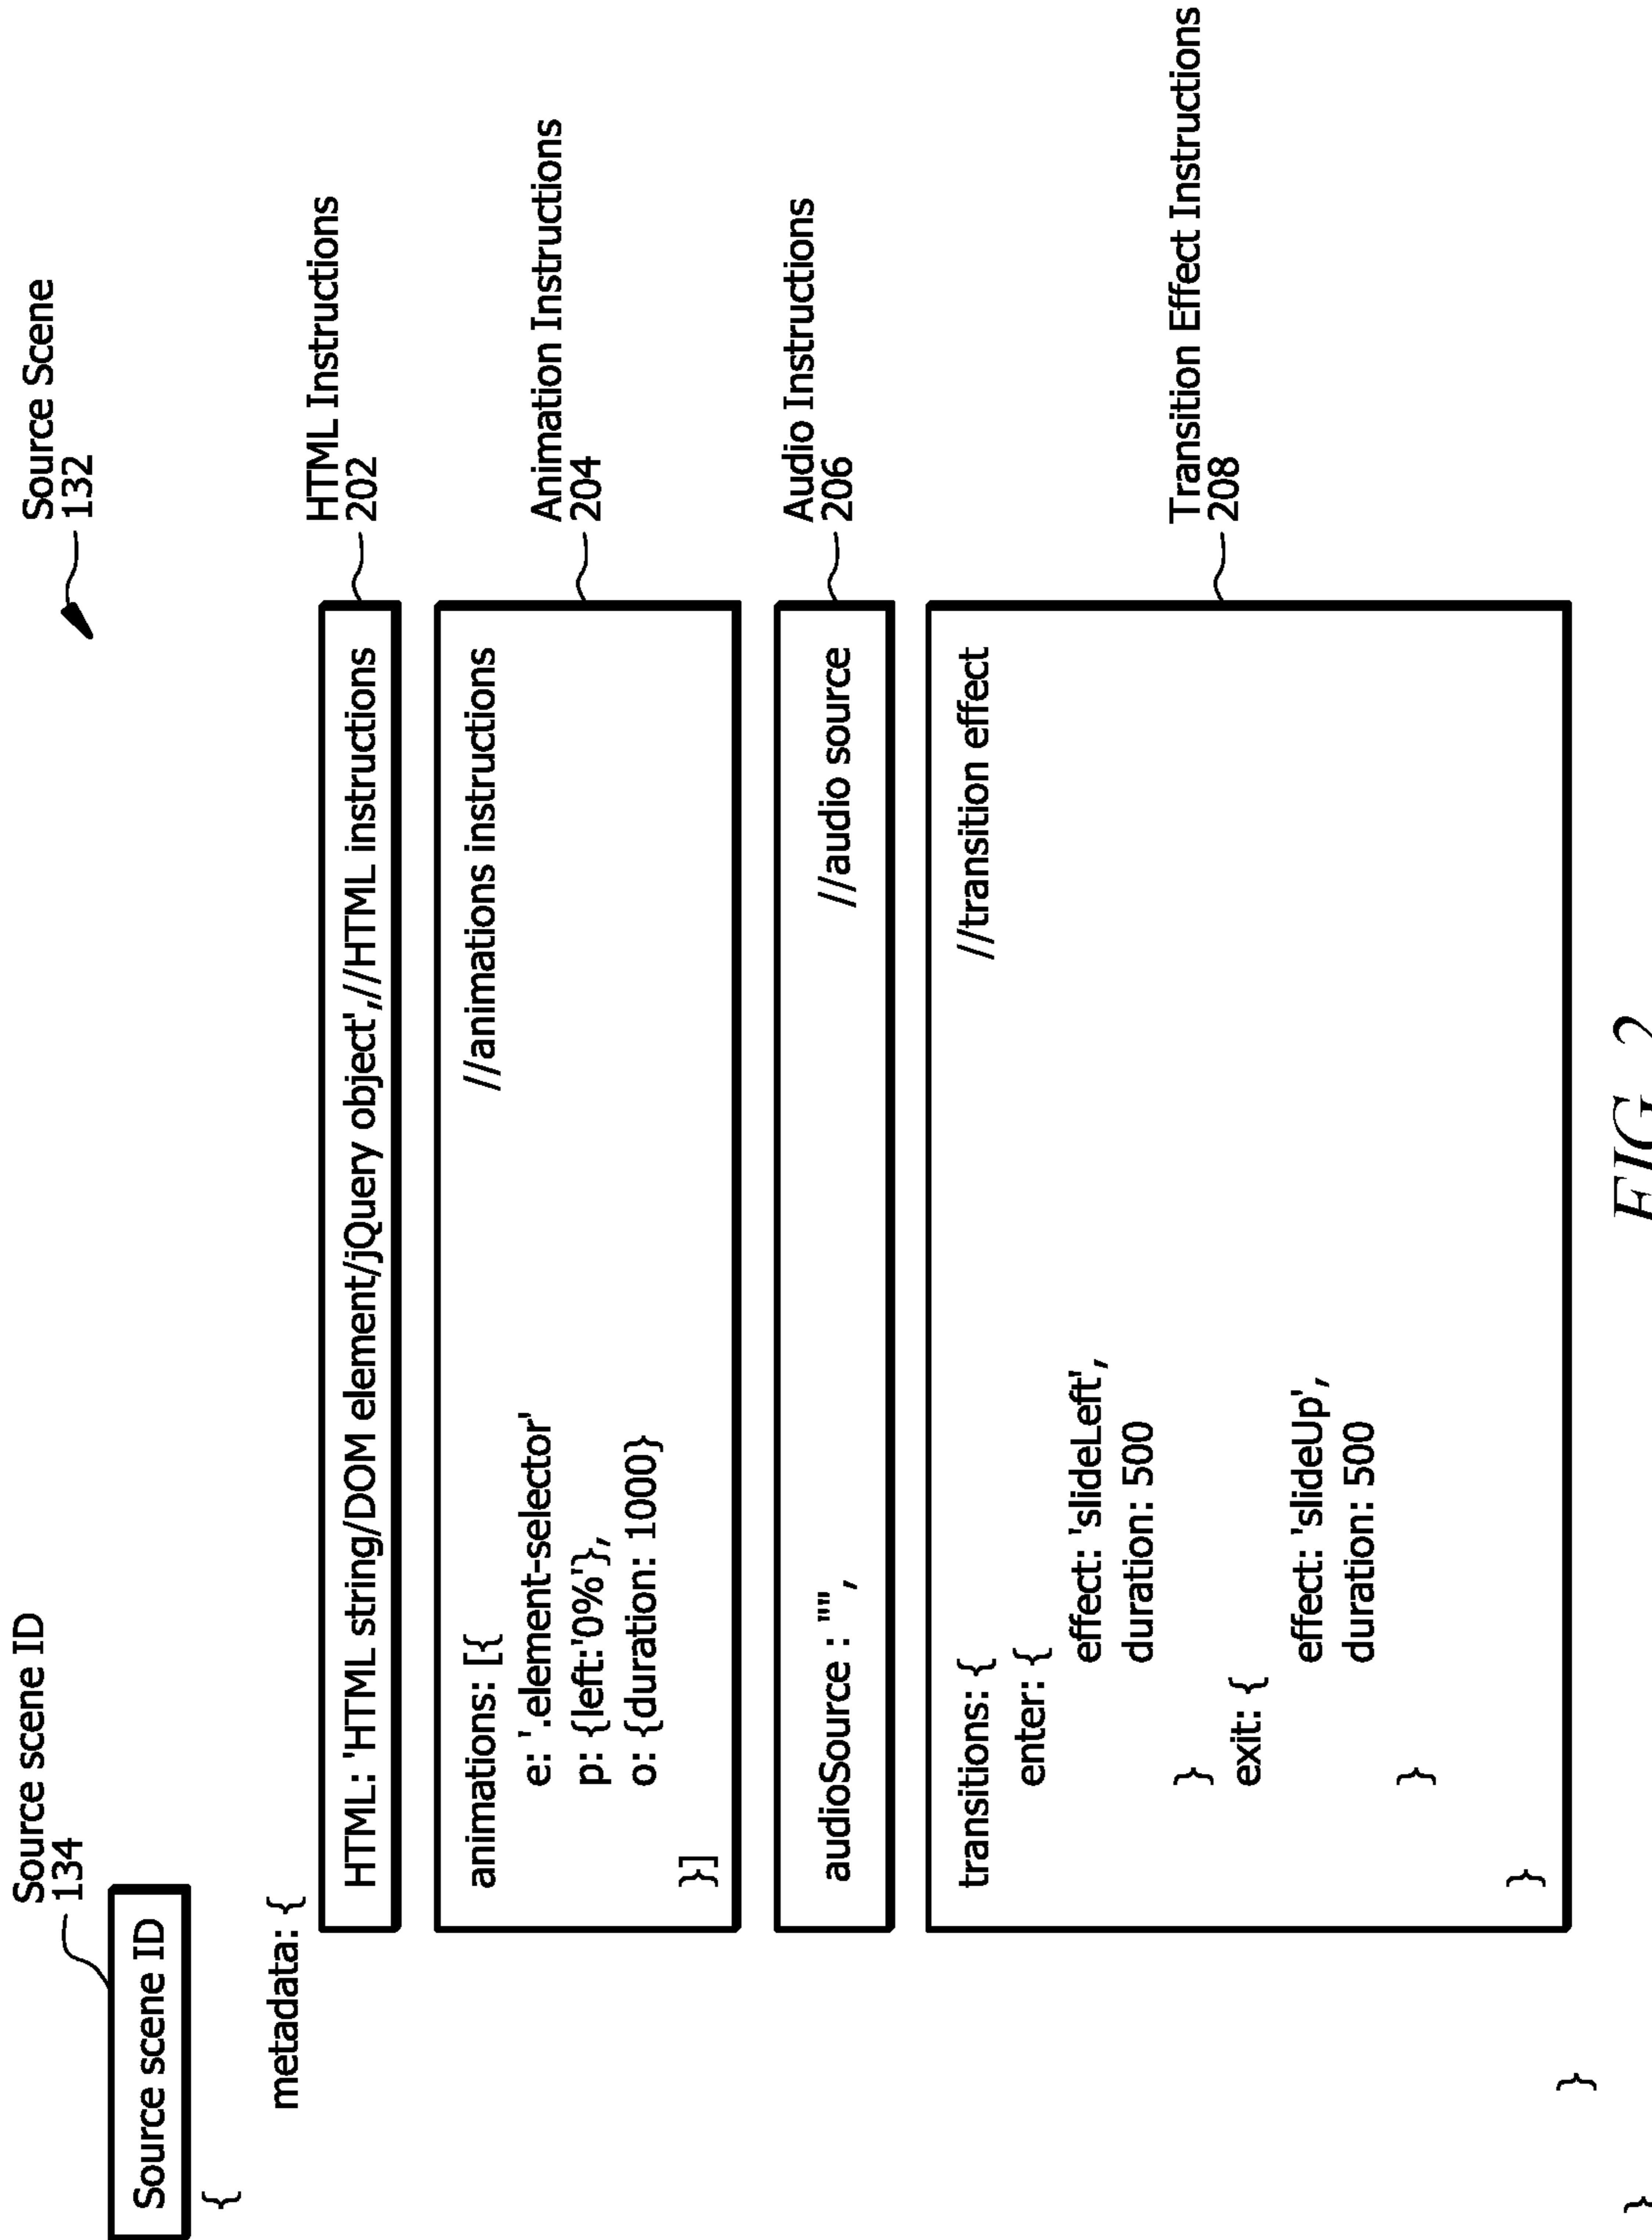 Source scene ID
134
Source Scene
132
Source scene ID
{
metadata: {
HTML: 'HTML string/DOM element/jQuery object',//HTML instructions
HTML Instructions
202
animations: [{ //animations instructions
e: '.element-selector'
p: {left:'0%'},
o: {duration: 1000}
}]
Animation Instructions
204
audioSource : "" , //audio source
Audio Instructions
206
transitions: { //transition effect
enter: {
effect: 'slideLeft',
duration: 500
}
exit: {
effect: 'slideUp',
duration: 500
}
}
Transition Effect Instructions
208
}
}
FIG. 2